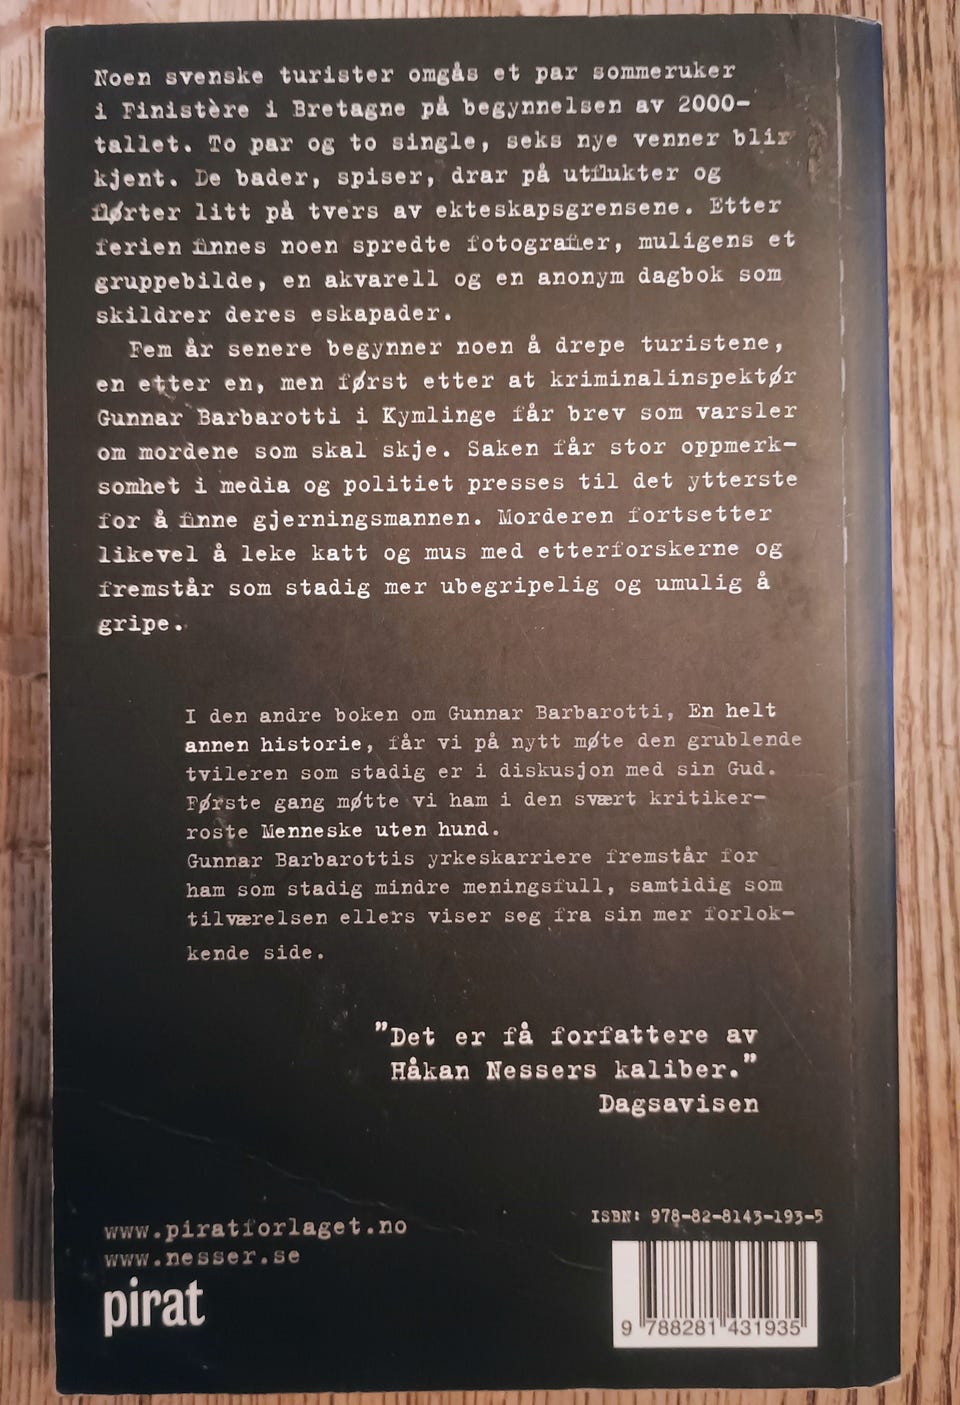 Noen svenske turister omgås et par sommeruker
i Finistère i Bretagne på begynnelsen av 2000-
tallet. To par og to single, seks nye venner blir
kjent. De bader, spiser, drar på utflukter og
flørter litt på tvers av ekteskapsgrensene. Etter
ferien finnes noen spredte fotografier, muligens et
gruppebilde, en akvarell og en anonym dagbok som
skildrer deres eskapader.
Fem år senere begynner noen å drepe turistene,
en etter en, men først etter at kriminalinspektør
Gunnar Barbarotti i Kymlinge får brev som varsler
om mordene som skal skje. Saken får stor oppmerk-
somhet i media og politiet presses til det ytterste
for å finne gjerningsmannen. Morderen fortsetter
likevel å leke katt og mus med etterforskerne og
fremstår som stadig mer ubegripelig og umulig å
gripe.
I den andre boken om Gunnar Barbarotti, En helt
annen historie, får vi på nytt møte den grublende
tvileren som stadig er i diskusjon med sin Gud.
Første gang møtte vi ham i den svært kritiker-
roste Menneske uten hund.
Gunnar Barbarottis yrkeskarriere fremstår for
ham som stadig mindre meningsfull, samtidig som
tilværelsen ellers viser seg fra sin mer forlok-
kende side.
"Det er få forfattere av
Håkan Nessers kaliber."
Dagsavisen
www.piratforlaget.no
www.nesser.se
pirat
ISBN: 978-82-8143-193-5
9 788281 431935